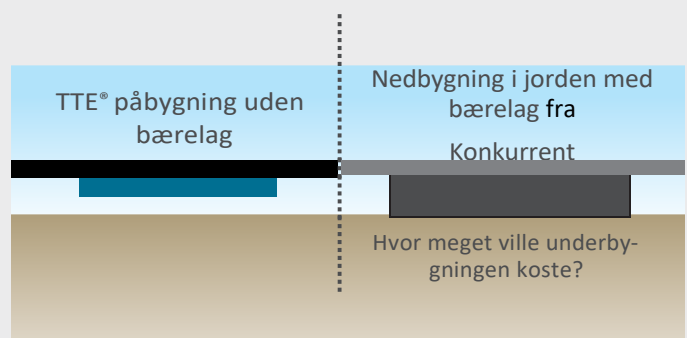 TTE® påbygning uden
bærelag
Nedbygning i jorden med
bærelag fra
Konkurrent
Hvor meget ville underby-
gningen koste?